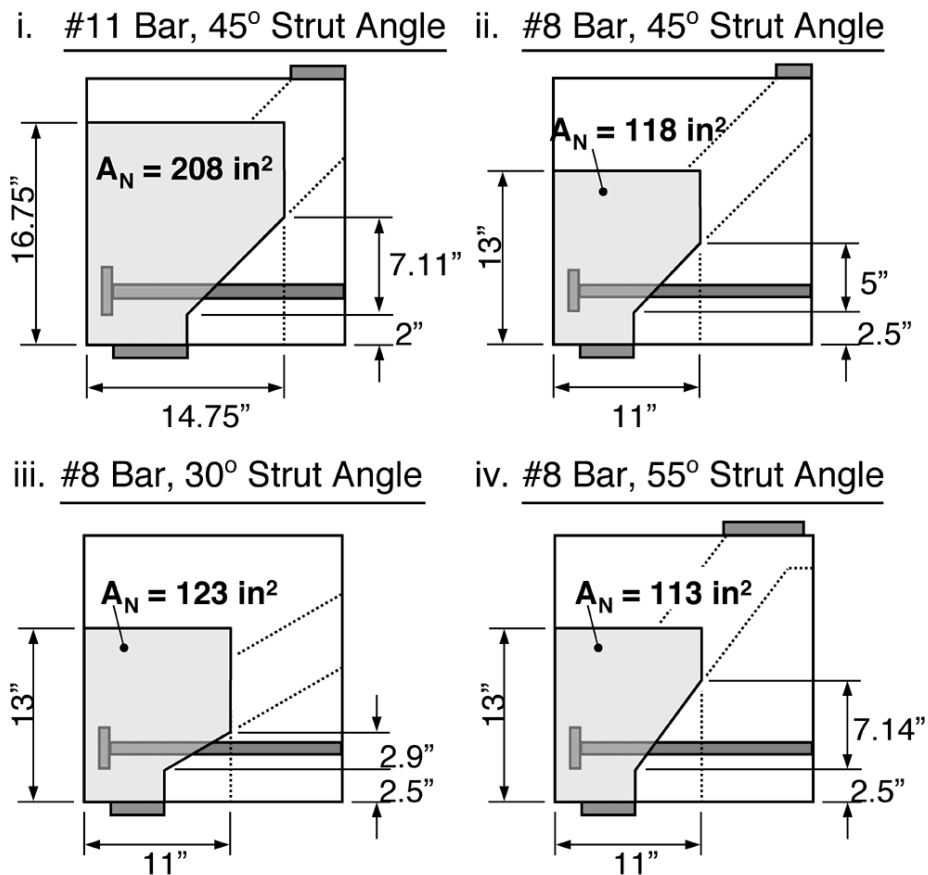 i. #11 Bar, 45° Strut Angle
A_N = 208 in²
16.75”
7.11”
2”
14.75”
ii. #8 Bar, 45° Strut Angle
A_N = 118 in²
13”
5”
2.5”
11”
iii. #8 Bar, 30° Strut Angle
A_N = 123 in²
13”
2.9”
2.5”
11”
iv. #8 Bar, 55° Strut Angle
A_N = 113 in²
13”
7.14”
2.5”
11”